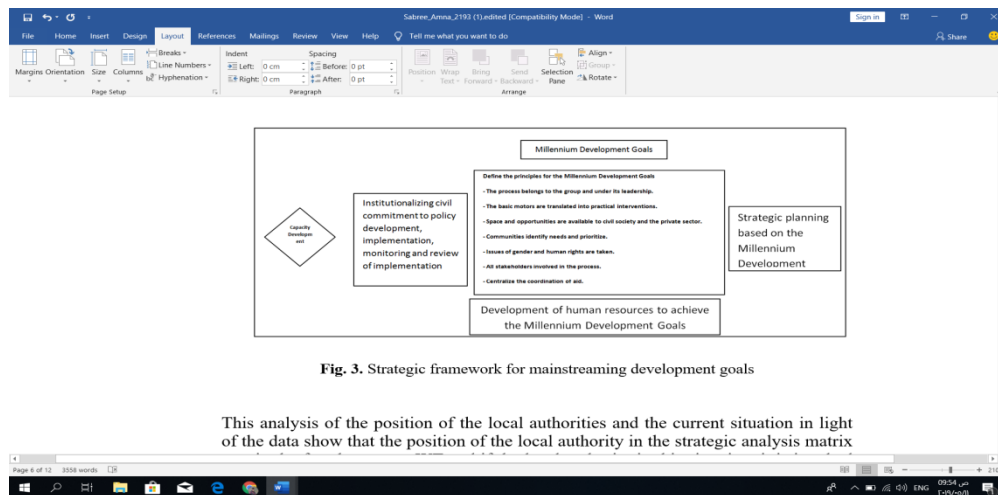 Sabree_Amna_2193 (1).edited [Compatibility Mode] - Word
Sign in
File Home Insert Design Layout References Mailings Review View Help Tell me what you want to do
Share
Margins Orientation Size Columns
Breaks
Line Numbers
Hyphenation
Page Setup
Indent
Left: 0 cm
Right: 0 cm
Spacing
Before: 0 pt
After: 0 pt
Paragraph
Position Wrap Text Bring Forward Send Backward Selection Pane
Align
Group
Rotate
Arrange
Millennium Development Goals
Capacity
Developm
ent
Institutionalizing civil
commitment to policy
development,
implementation,
monitoring and review
of implementation
Define the principles for the Millennium Development Goals
- The process belongs to the group and under its leadership.
- The basic motors are translated into practical interventions.
- Space and opportunities are available to civil society and the private sector.
- Communities identify needs and prioritize.
- Issues of gender and human rights are taken.
- All stakeholders involved in the process.
- Centralize the coordination of aid.
Strategic planning
based on the
Millennium
Development
Development of human resources to achieve
the Millennium Development Goals
Fig. 3. Strategic framework for mainstreaming development goals
This analysis of the position of the local authorities and the current situation in light
of the data show that the position of the local authority in the strategic analysis matrix
Page 6 of 12 3558 words
210
ENG
09:54 ص